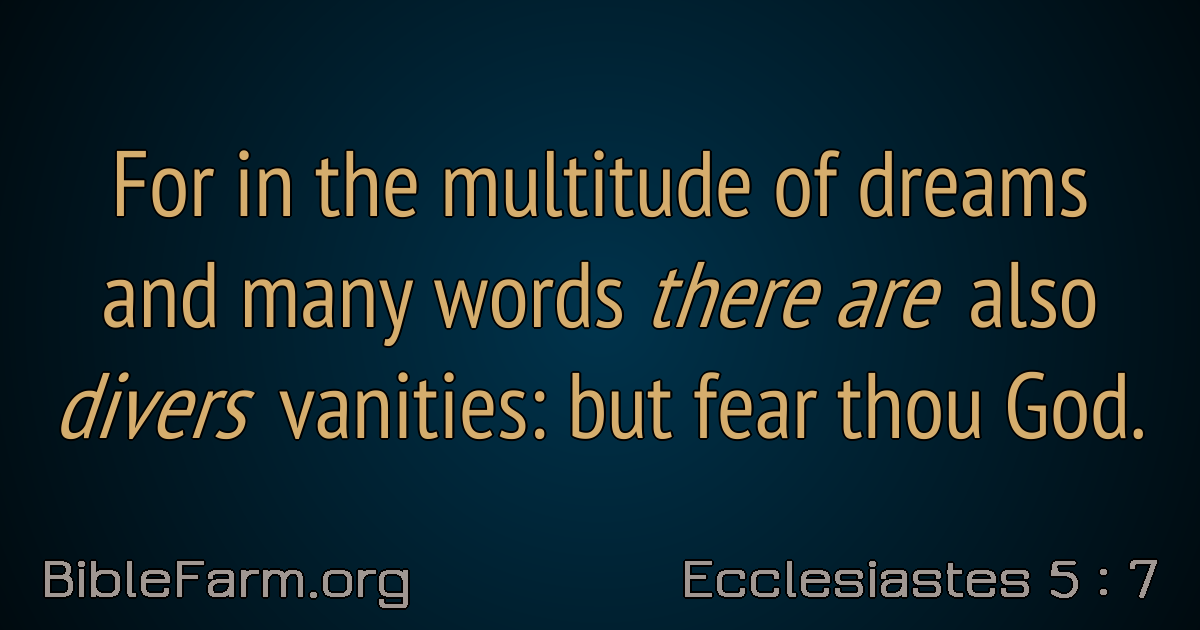 For in the multitude of dreams
and many words there are also
divers vanities: but fear thou God.
BibleFarm.org
Ecclesiastes 5 : 7